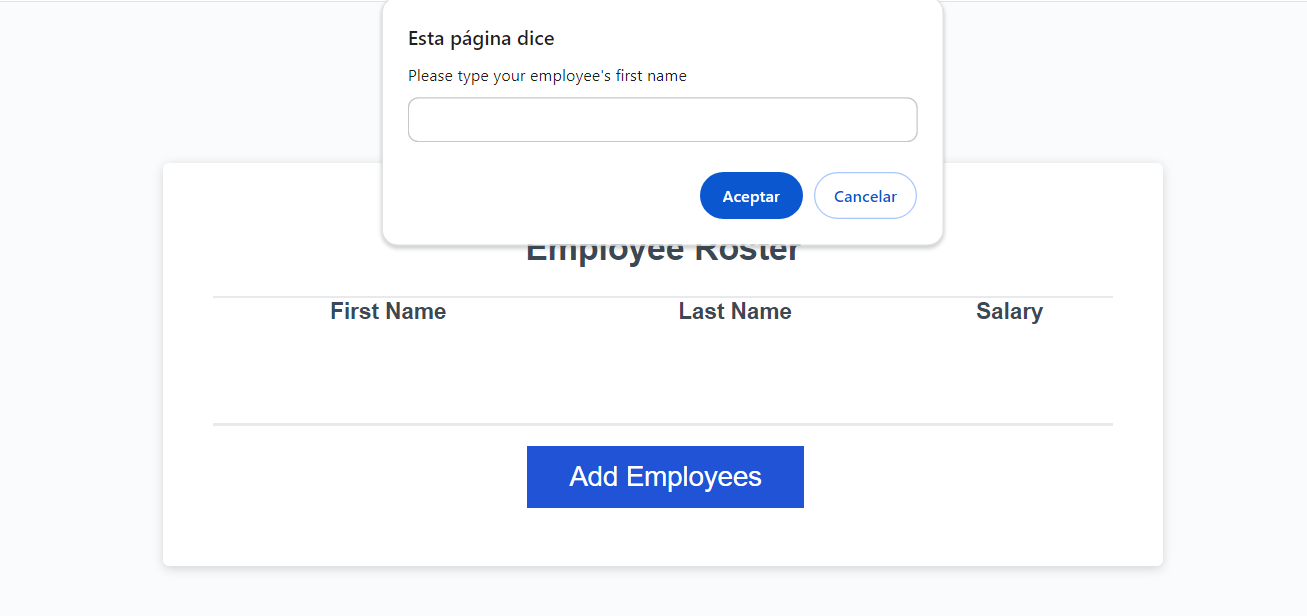 Esta página dice
Please type your employee's first name
Aceptar Cancelar
Employee Roster
First Name Last Name Salary
Add Employees